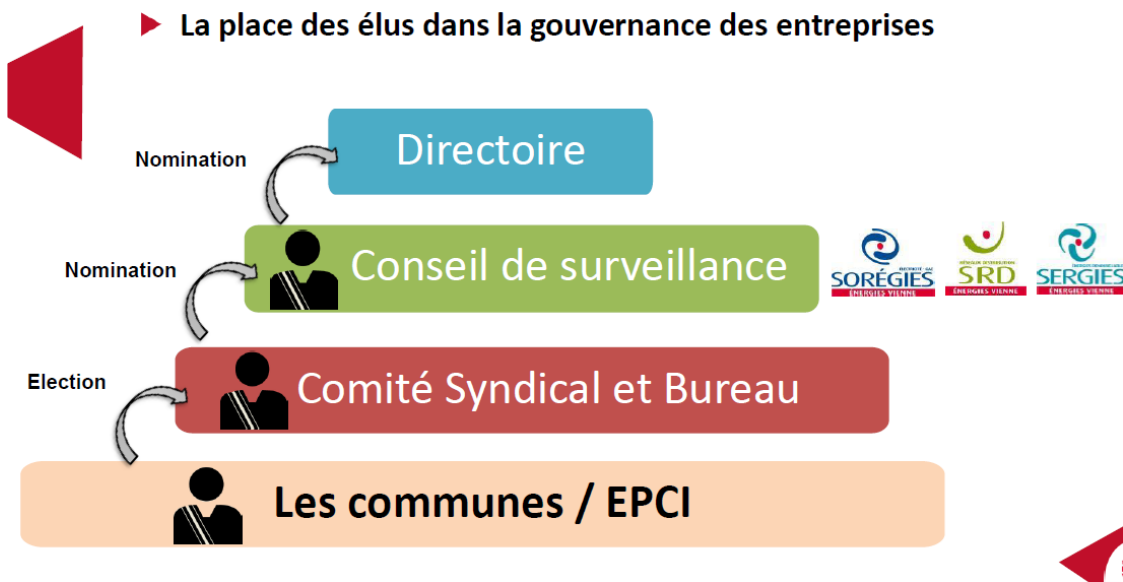 La place des élus dans la gouvernance des entreprises
Directoire
Nomination
Conseil de surveillance
Nomination
SORÉGIES
ÉNERGIES VIENNE
SRD
ÉNERGIES VIENNE
SERGIES
ÉNERGIES VIENNE
Comité Syndical et Bureau
Election
Les communes / EPCI